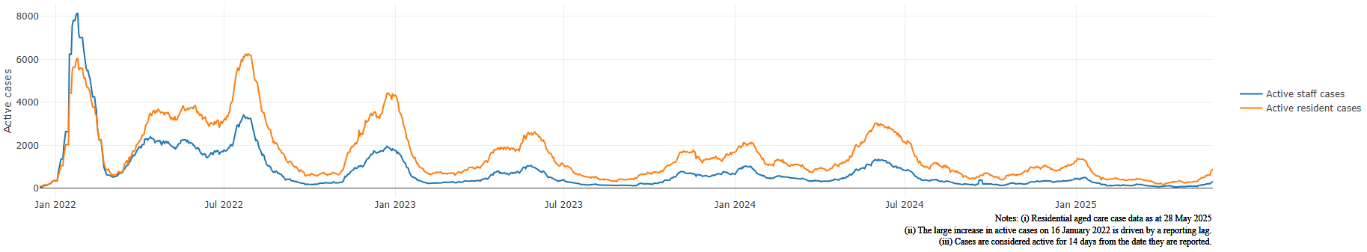 8000
6000
4000
2000
0
Active cases
Jan 2022
Jul 2022
Jan 2023
Jul 2023
Jan 2024
Jul 2024
Jan 2025
Active staff cases
Active resident cases
Notes: (i) Residential aged care case data as at 28 May 2025
(ii) The large increase in active cases on 16 January 2022 is driven by a reporting lag.
(iii) Cases are considered active for 14 days from the date they are reported.